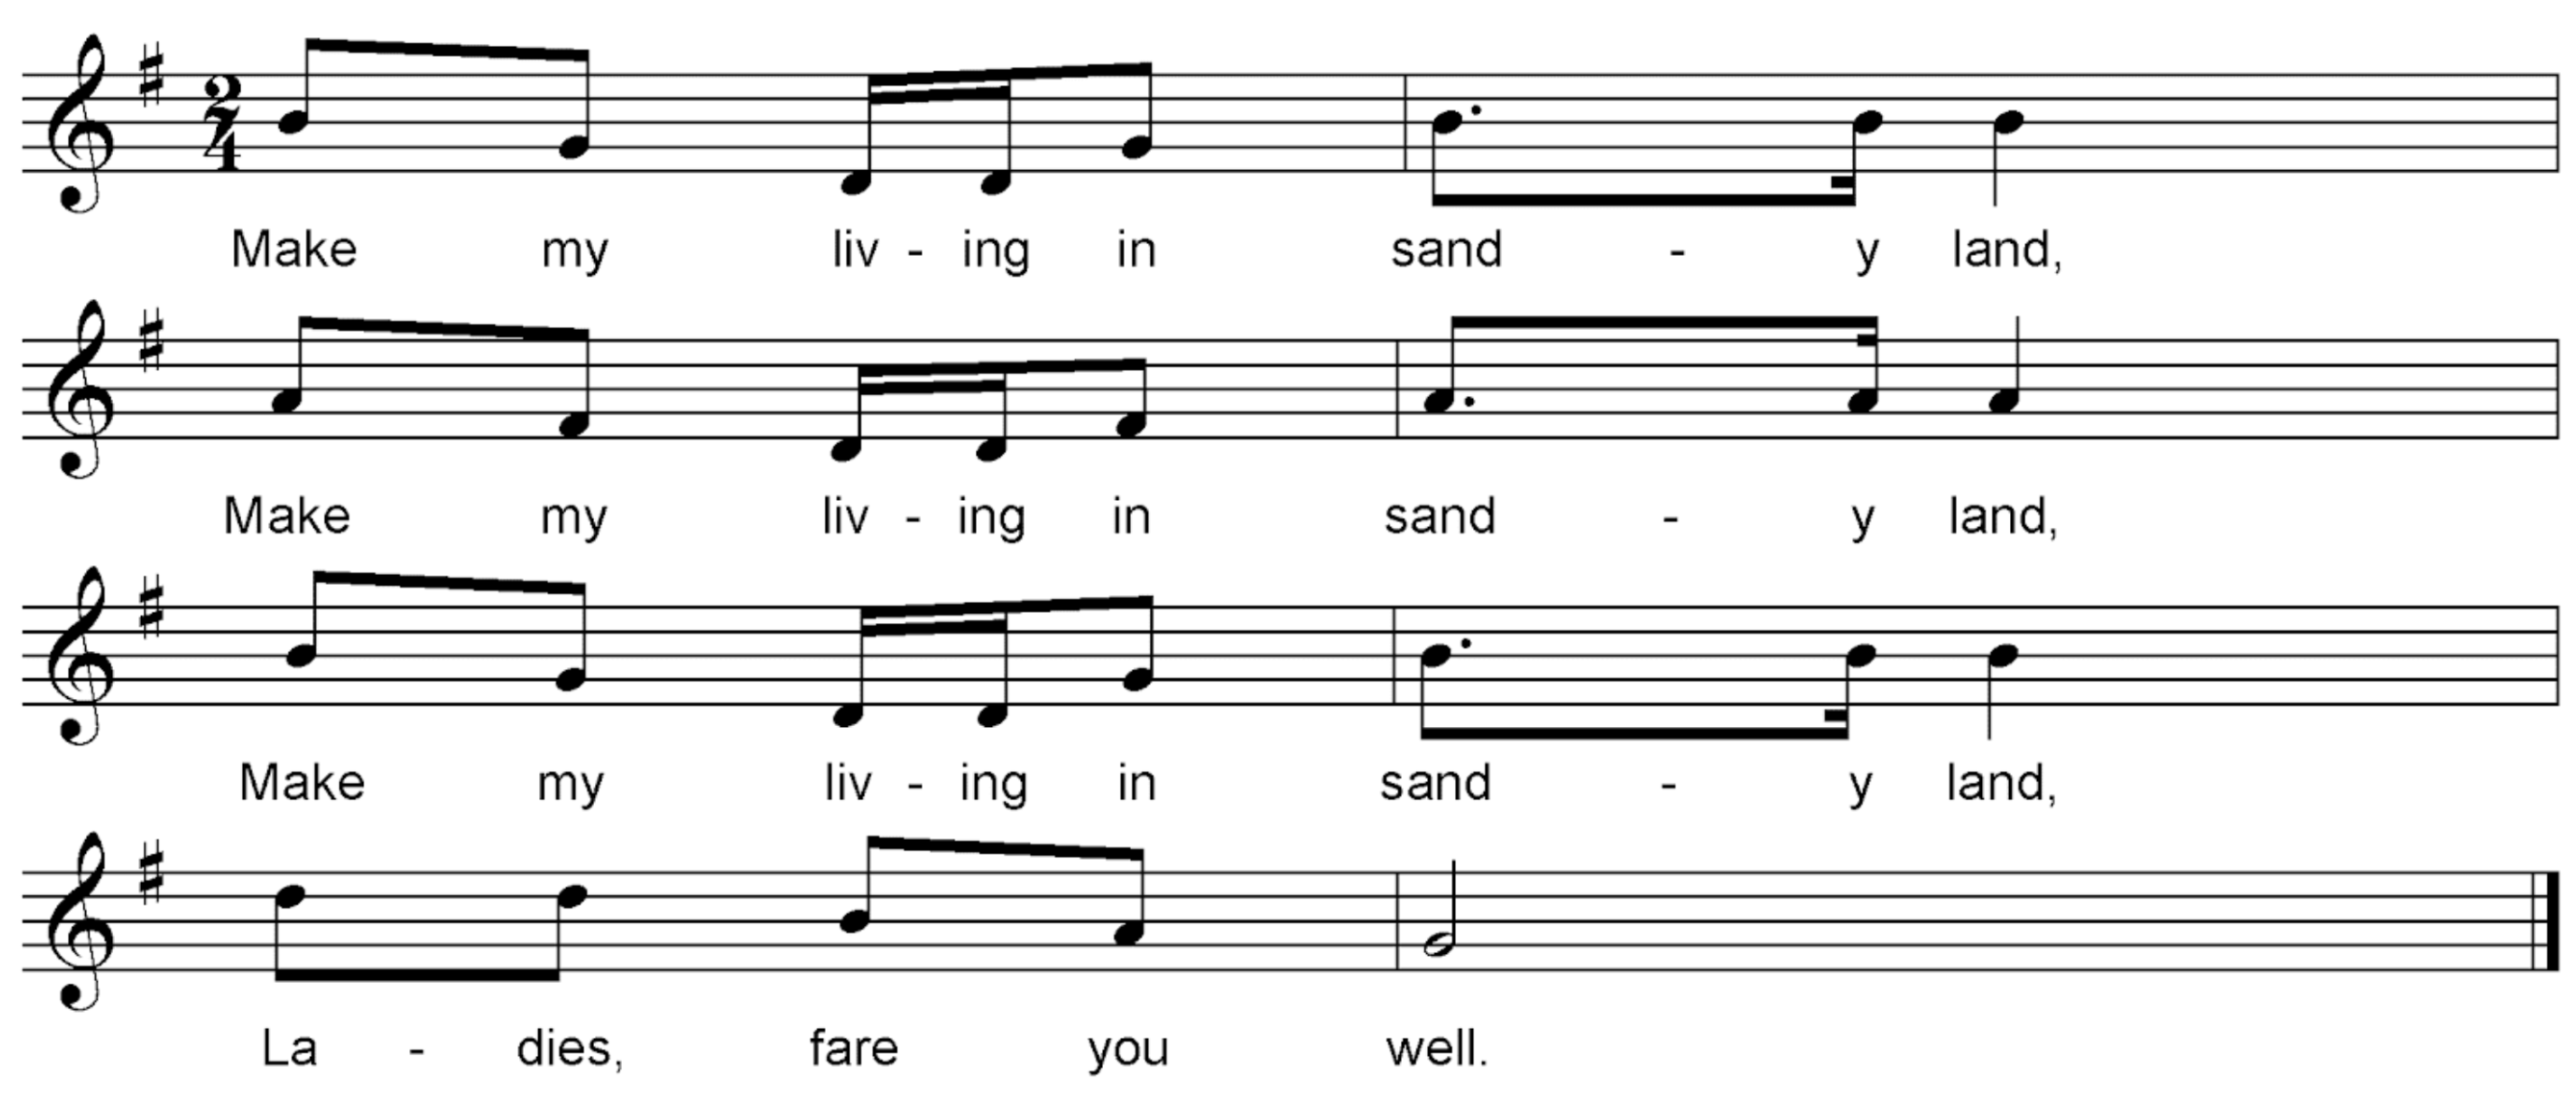 2
4
Make my liv - ing in sand - y land,
Make my liv - ing in sand - y land,
Make my liv - ing in sand - y land,
La - dies, fare you well.